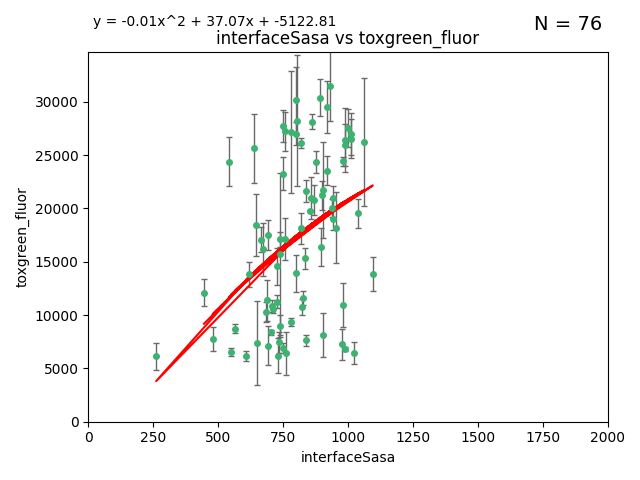 y = -0.01x^2 + 37.07x + -5122.81
N = 76
interfaceSasa vs toxgreen_fluor
30000
25000
20000
15000
10000
5000
0
toxgreen_fluor
0 250 500 750 1000 1250 1500 1750 2000
interfaceSasa